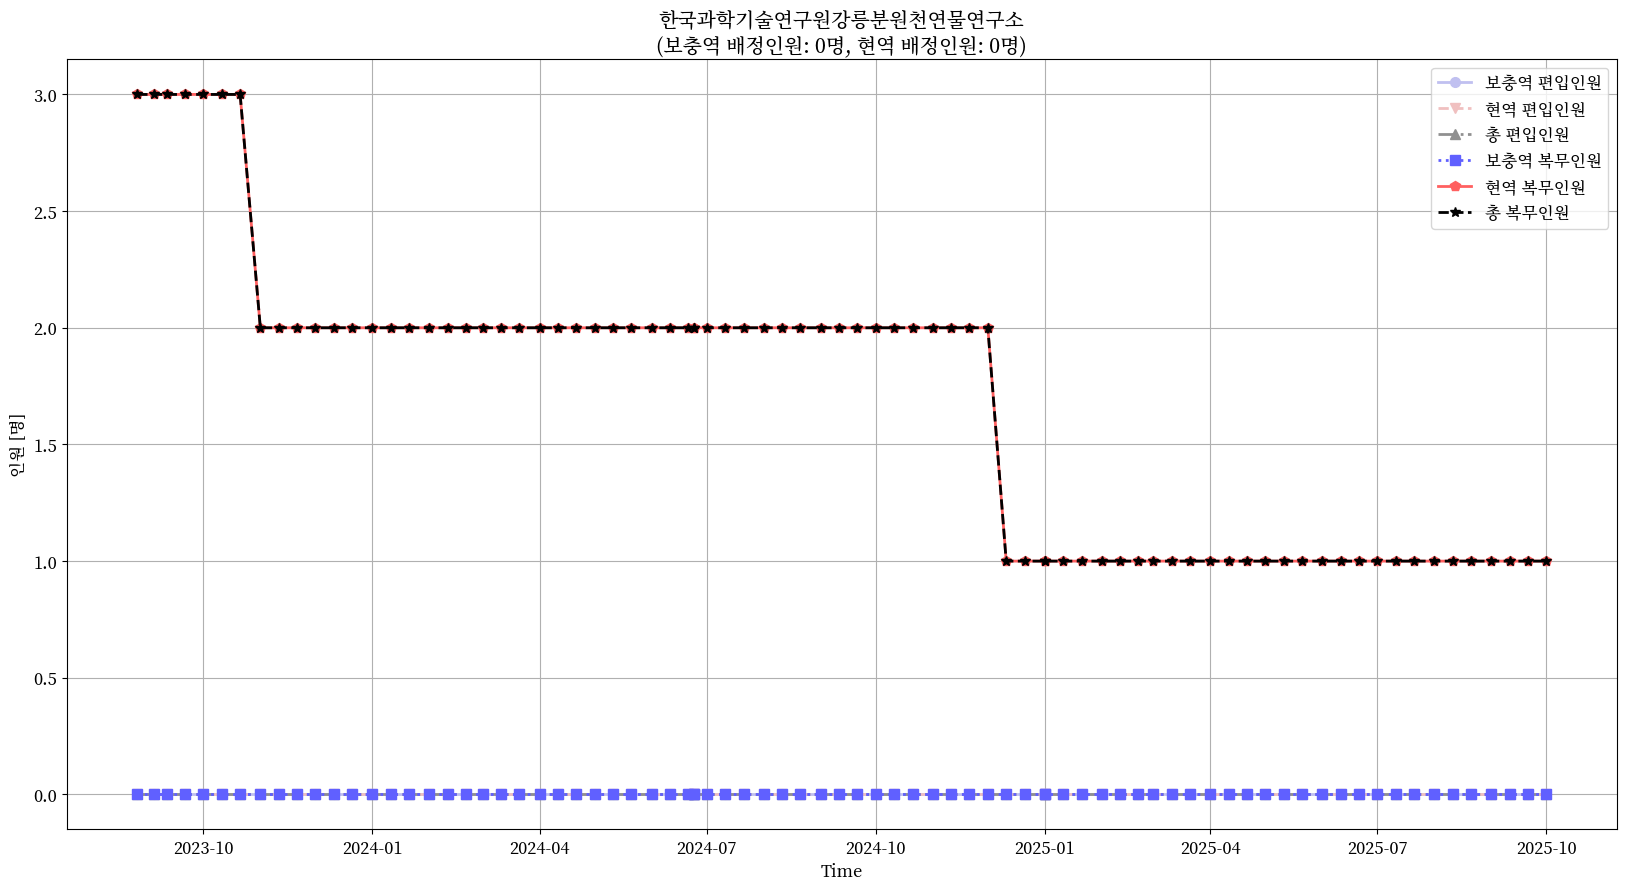 한국과학기술연구원강릉분원천연물연구소
(보충역 배정인원: 0명, 현역 배정인원: 0명)
보충역 편입인원
현역 편입인원
총 편입인원
보충역 복무인원
현역 복무인원
총 복무인원
인원 [명]
3.0
2.5
2.0
1.5
1.0
0.5
0.0
2023-10
2024-01
2024-04
2024-07
2024-10
2025-01
2025-04
2025-07
2025-10
Time